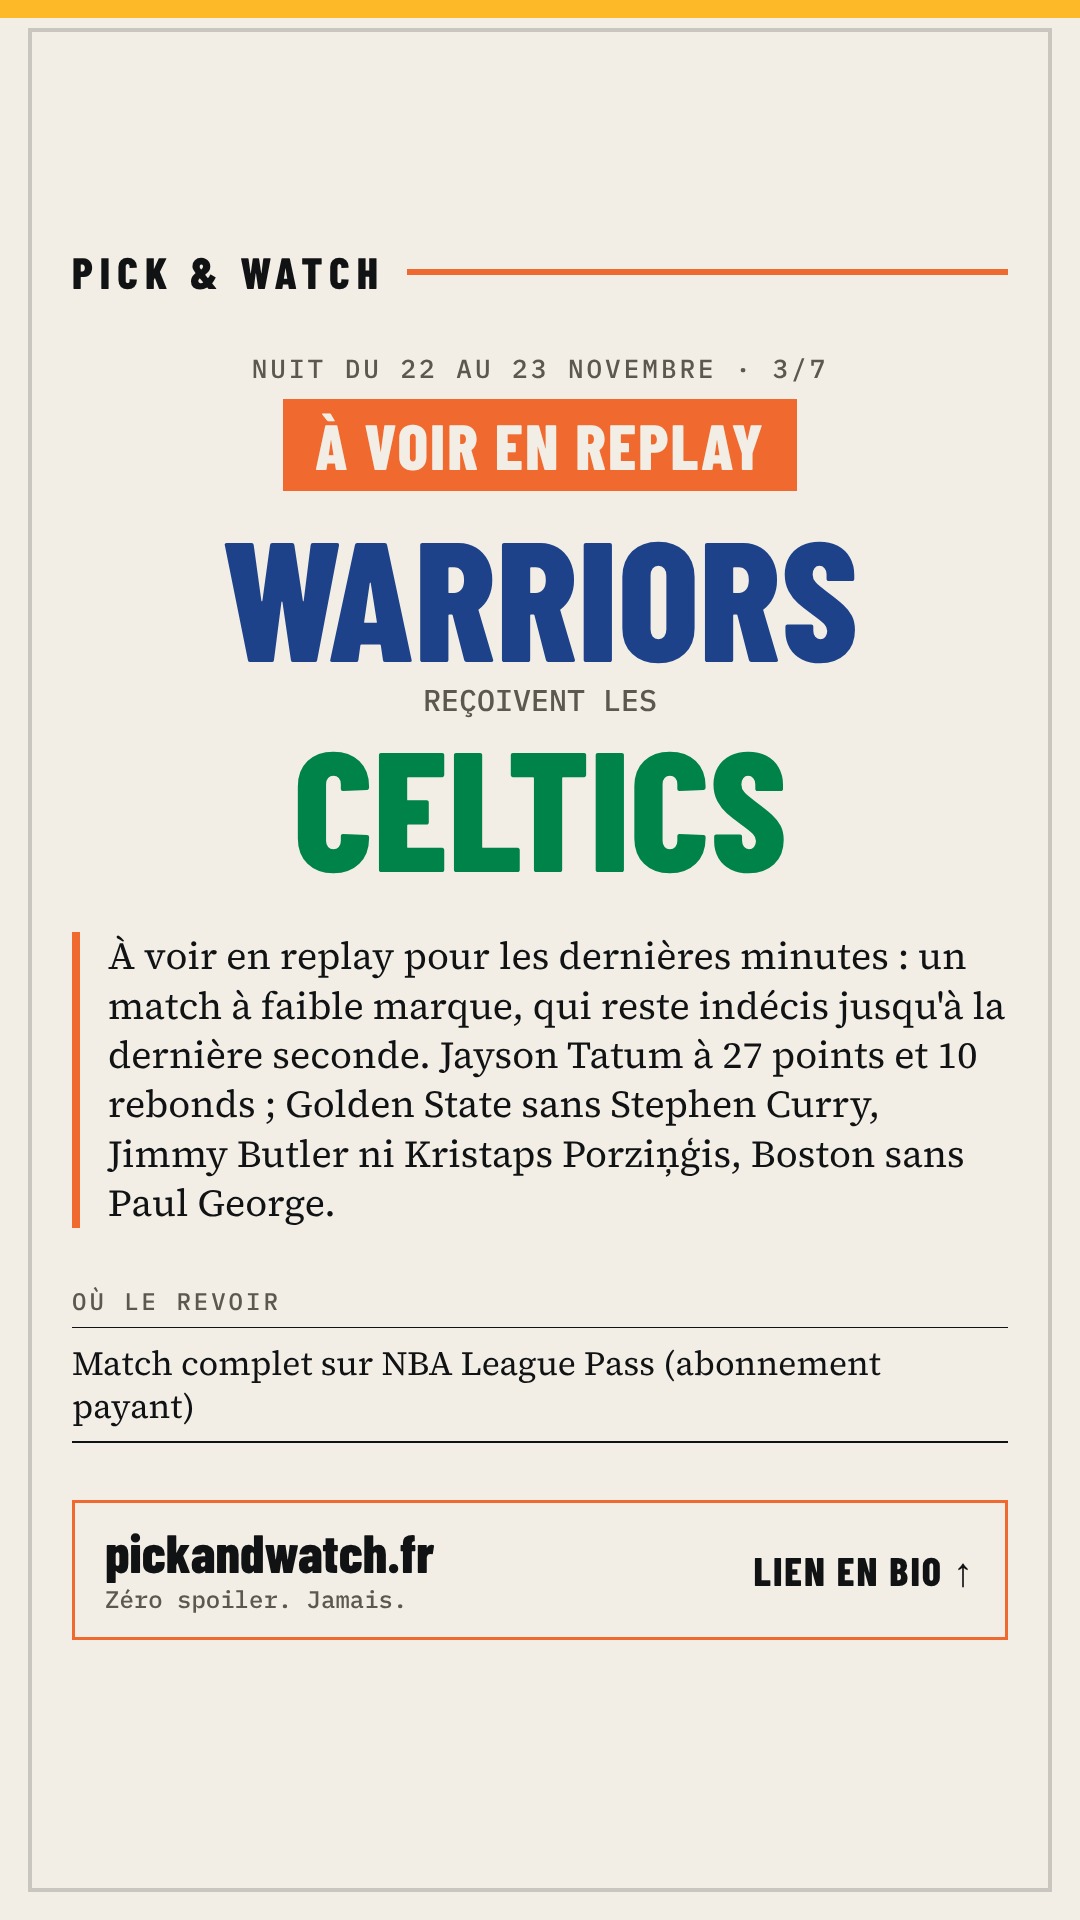 PICK & WATCH
NUIT DU 22 AU 23 NOVEMBRE · 3/7
À VOIR EN REPLAY
WARRIORS
REÇOIVENT LES
CELTICS
À voir en replay pour les dernières minutes : un
match à faible marque, qui reste indécis jusqu'à la
dernière seconde. Jayson Tatum à 27 points et 10
rebonds ; Golden State sans Stephen Curry,
Jimmy Butler ni Kristaps Porziņģis, Boston sans
Paul George.
OÙ LE REVOIR
Match complet sur NBA League Pass (abonnement
payant)
pickandwatch.fr
Zéro spoiler. Jamais.
LIEN EN BIO ↑